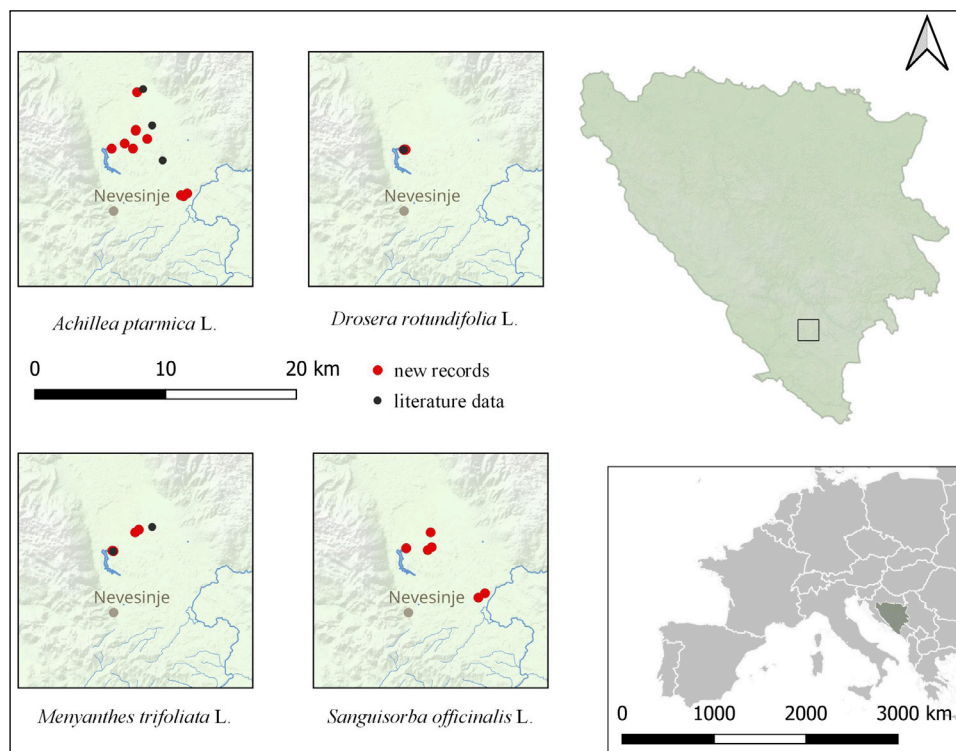 Nevesinje
Nevesinje
Achillea ptarmica L.
Drosera rotundifolia L.
0 10 20 km
new records
literature data
Nevesinje
Nevesinje
Menyanthes trifoliata L.
Sanguisorba officinalis L.
0 1000 2000 3000 km